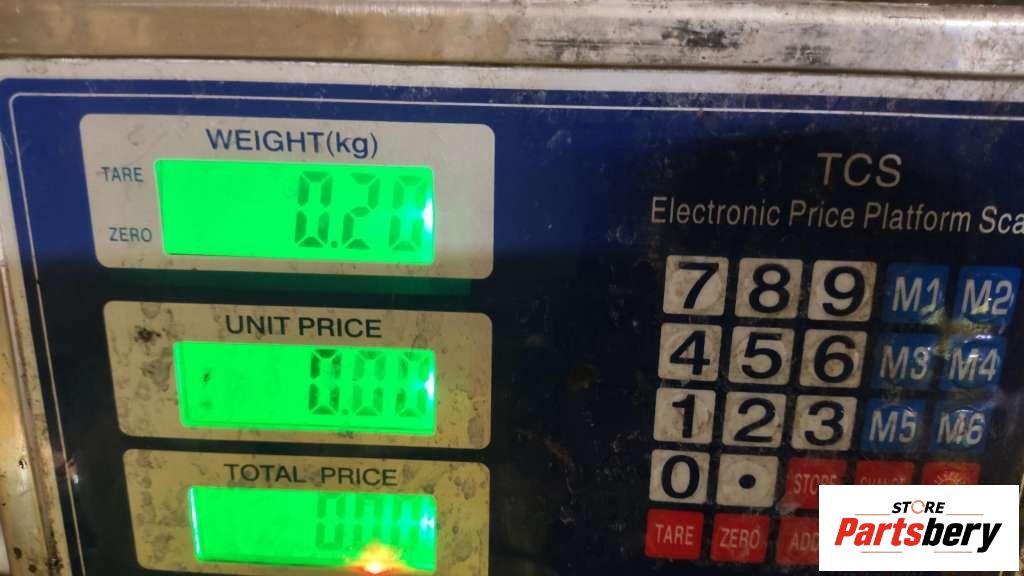 WEIGHT(kg)
TARE
0.20
ZERO
UNIT PRICE
0.00
TOTAL PRICE
0.00
TCS
Electronic Price Platform
7 8 9 M1 M2
4 5 6 M3 M4
1 2 3 M5 M6
0 . STORE
TARE ZERO ADD
STORE
Partsbery